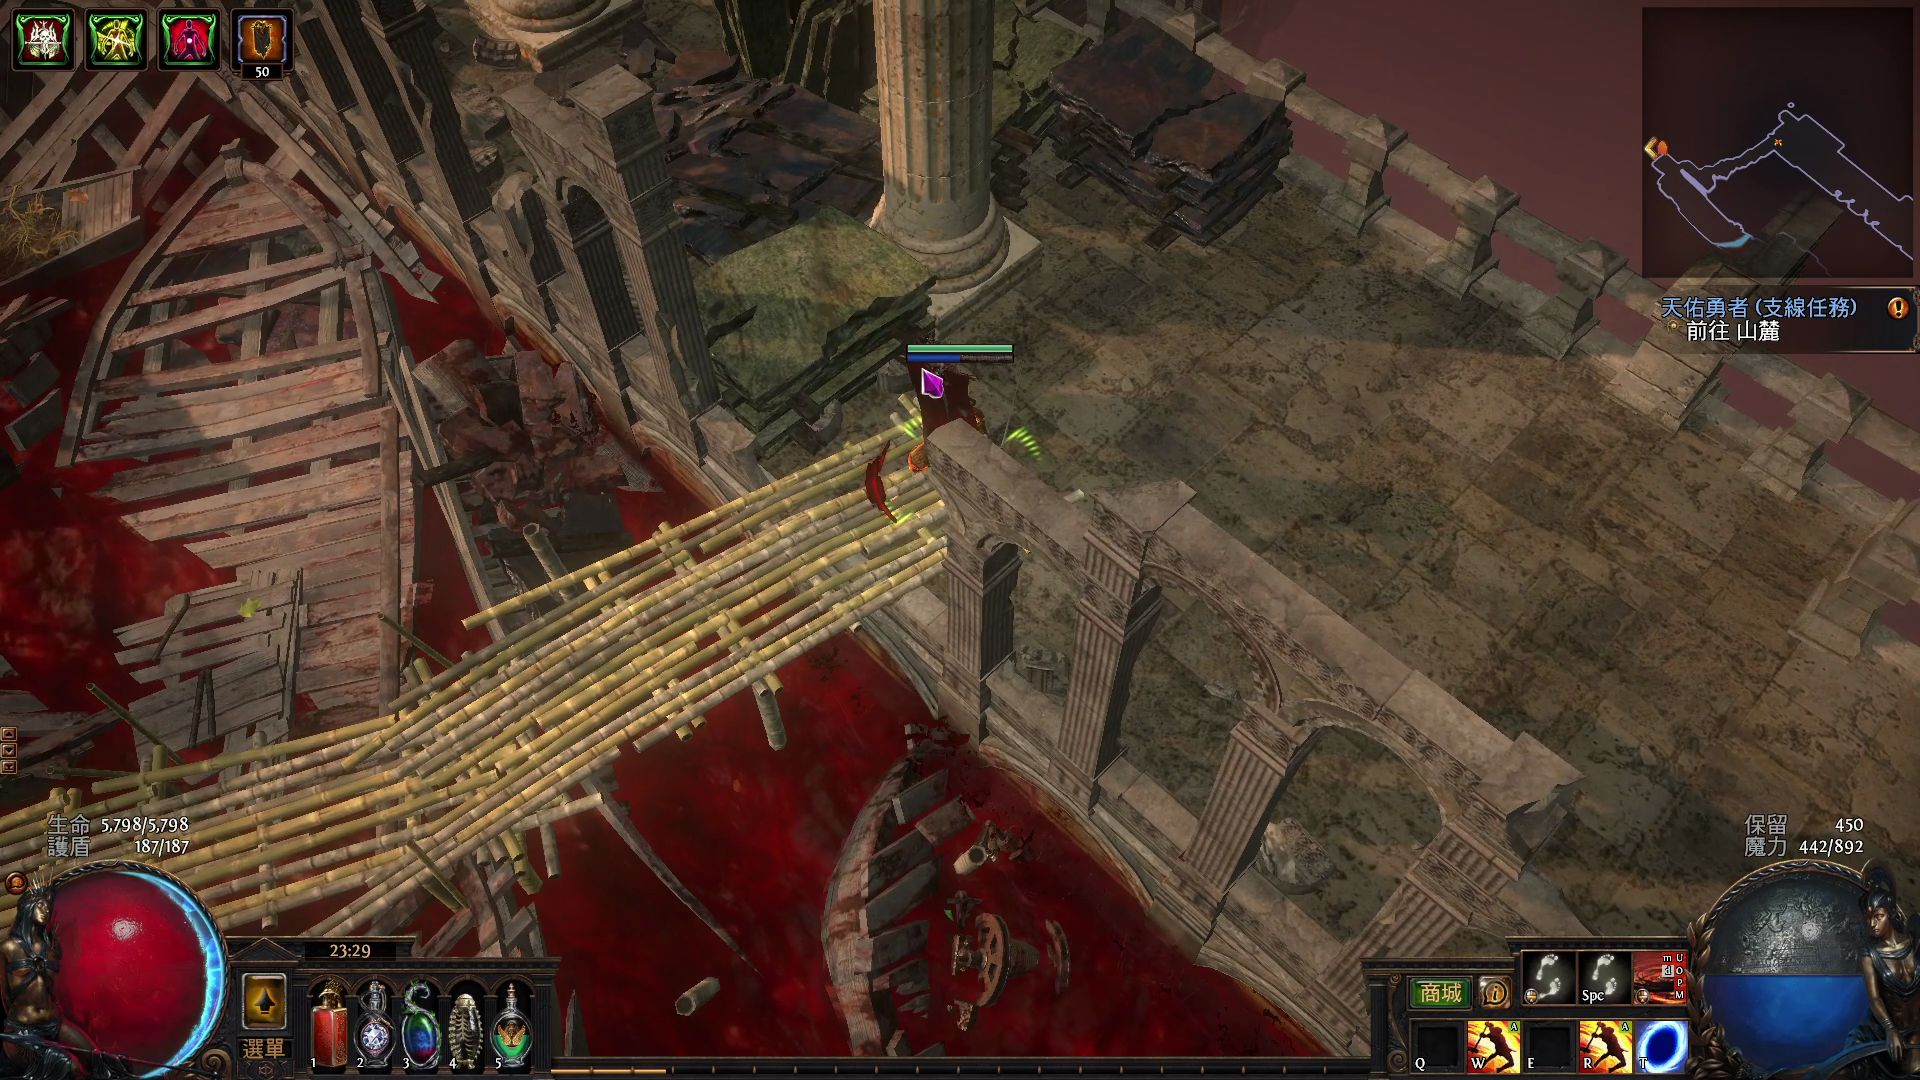 50
天佑勇者 (支線任務)
前往 山麓
生命 5,798/5,798
護盾 187/187
保留 450
魔力 442/892
23:29
商城
Spc
選單
1
2
3
4
5
Q
W
A
E
R
A
T